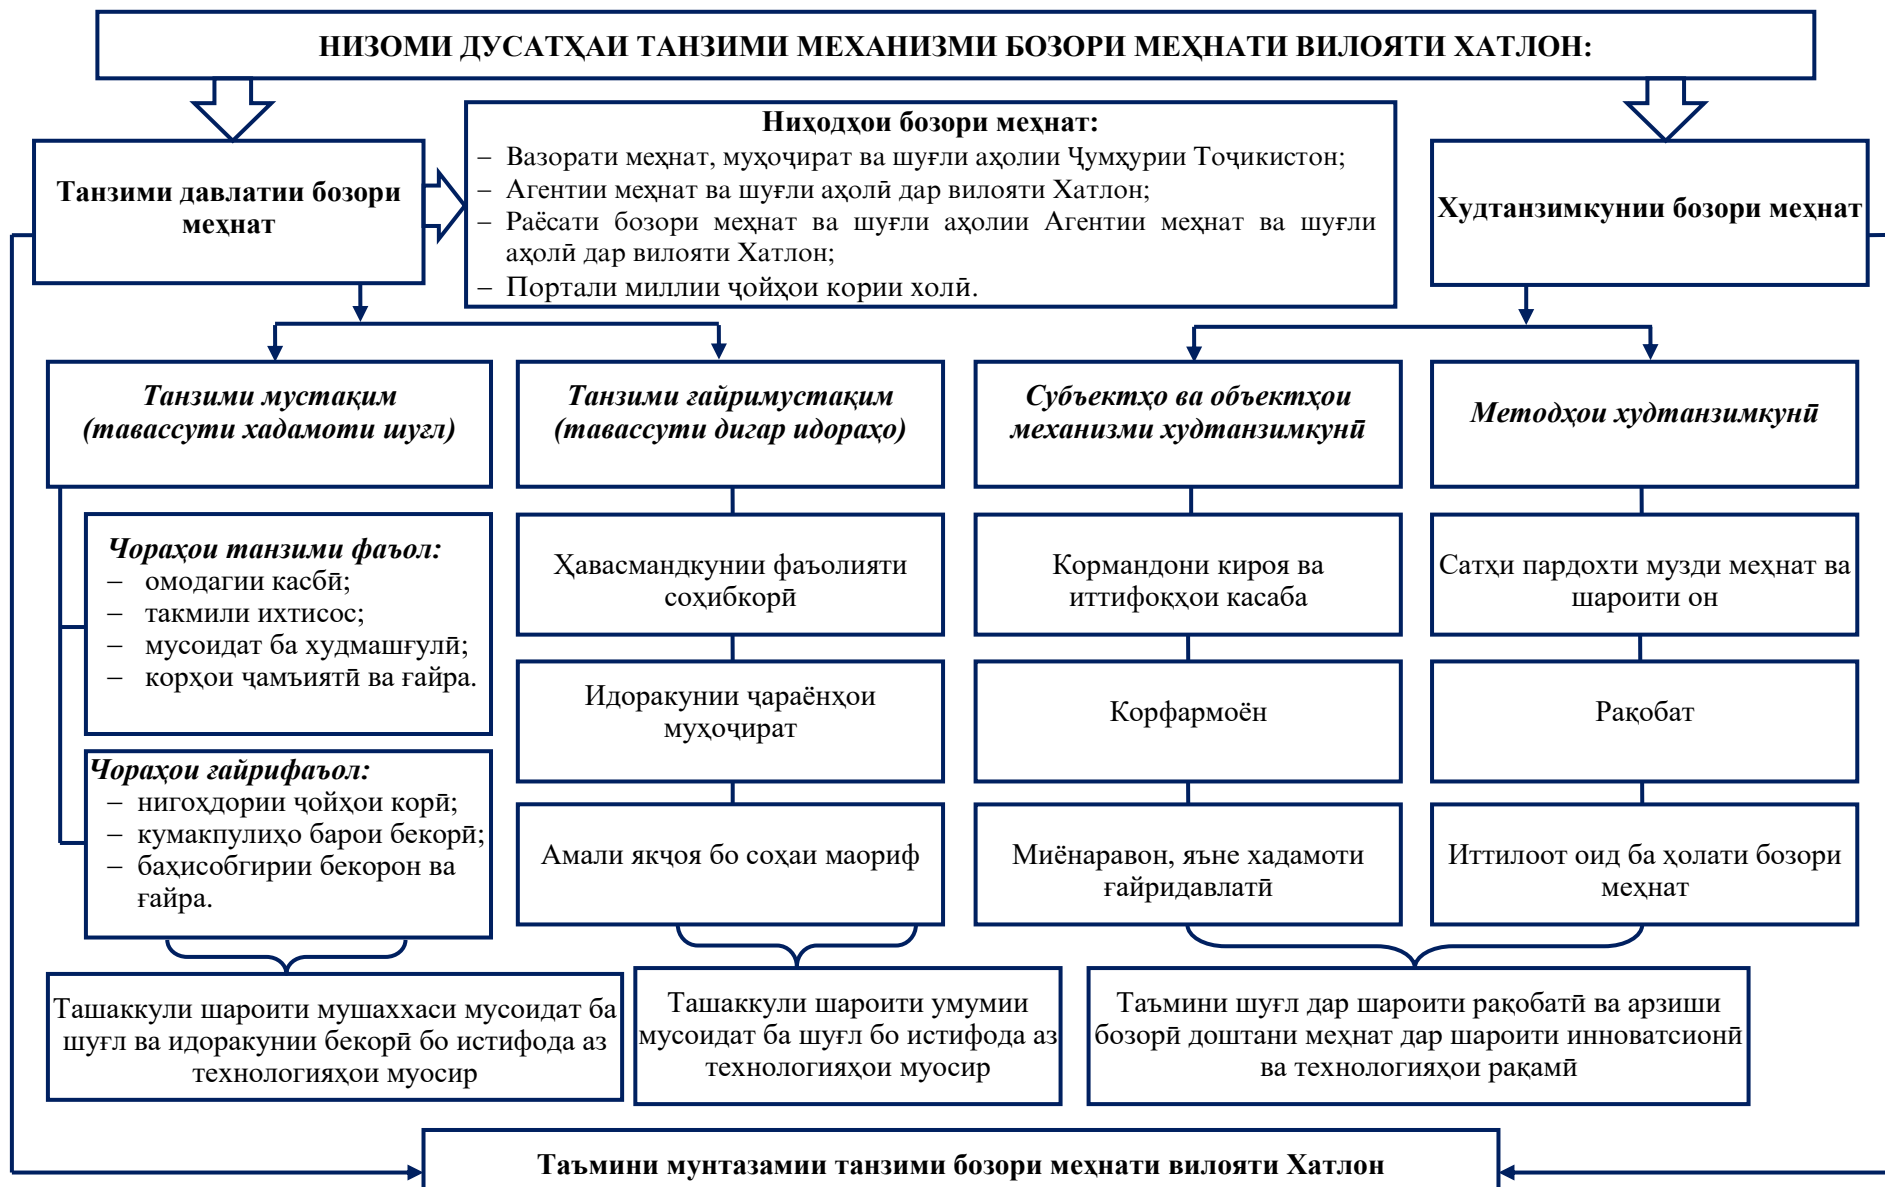 НИЗОМИ ДУСАТҲАИ ТАНЗИМИ МЕХАНИЗМИ БОЗОРИ МЕҲНАТИ ВИЛОЯТИ ХАТЛОН:
Танзими давлатии бозори
меҳнат
Ниҳодҳои бозори меҳнат:
– Вазорати меҳнат, муҳоҷират ва шуғли аҳолии Ҷумҳурии Тоҷикистон;
– Агентии меҳнат ва шуғли аҳолӣ дар вилояти Хатлон;
– Раёсати бозори меҳнат ва шуғли аҳолии Агентии меҳнат ва шуғли
аҳолӣ дар вилояти Хатлон;
– Портали миллии ҷойҳои кории холӣ.
Худтанзимкунии бозори меҳнат
Танзими мустақим
(тавассути хадамоти шуғл)
Танзими ғайримустақим
(тавассути дигар идораҳо)
Субъектҳо ва объектҳои
механизми худтанзимкунӣ
Методҳои худтанзимкунӣ
Чораҳои танзими фаъол:
– омодагии касбӣ;
– такмили ихтисос;
– мусоидат ба худмашғулӣ;
– корҳои ҷамъиятӣ ва ғайра.
Чораҳои ғайрифаъол:
– нигоҳдории ҷойҳои корӣ;
– кумакпулиҳо барои бекорӣ;
– баҳисобгирии бекорон ва
ғайра.
Ҳавасмандкунии фаъолияти
соҳибкорӣ
Идоракунии ҷараёнҳои
муҳоҷират
Амали якҷоя бо соҳаи маориф
Кормандони кироя ва
иттифоқҳои касаба
Корфармоён
Миёнаравон, яъне хадамоти
ғайридавлатӣ
Сатҳи пардохти музди меҳнат ва
шароити он
Рақобат
Иттилоот оид ба ҳолати бозори
меҳнат
Ташаккули шароити мушаххаси мусоидат ба
шуғл ва идоракунии бекорӣ бо истифода аз
технологияҳои муосир
Ташаккули шароити умумии
мусоидат ба шуғл бо истифода аз
технологияҳои муосир
Таъмини шуғл дар шароити рақобатӣ ва арзиши
бозорӣ доштани меҳнат дар шароити инноватсионӣ
ва технологияҳои рақамӣ
Таъмини мунтазамии танзими бозори меҳнати вилояти Хатлон